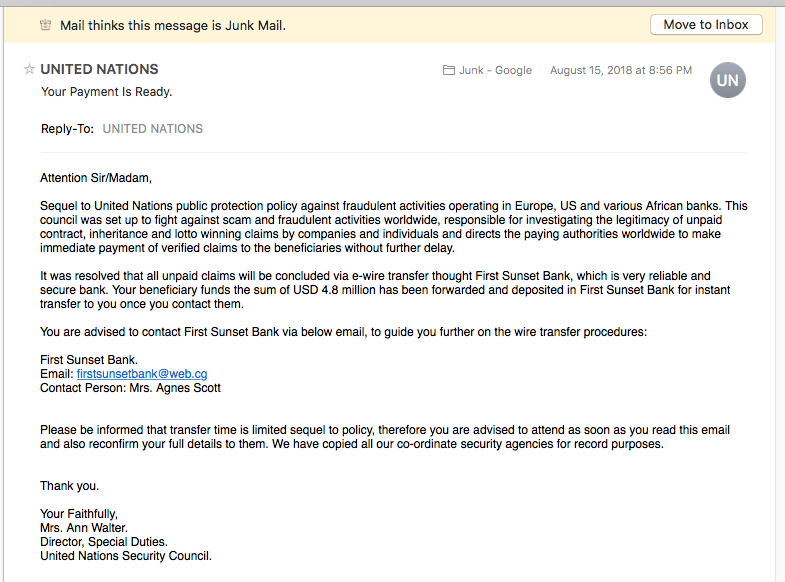 Mail thinks this message is Junk Mail.
Move to Inbox
UNITED NATIONS
Junk - Google
August 15, 2018 at 8:56 PM
UN
Your Payment Is Ready.
Reply-To: UNITED NATIONS
Attention Sir/Madam,
Sequel to United Nations public protection policy against fraudulent activities operating in Europe, US and various African banks. This
council was set up to fight against scam and fraudulent activities worldwide, responsible for investigating the legitimacy of unpaid
contract, inheritance and lotto winning claims by companies and individuals and directs the paying authorities worldwide to make
immediate payment of verified claims to the beneficiaries without further delay.
It was resolved that all unpaid claims will be concluded via e-wire transfer thought First Sunset Bank, which is very reliable and
secure bank. Your beneficiary funds the sum of USD 4.8 million has been forwarded and deposited in First Sunset Bank for instant
transfer to you once you contact them.
You are advised to contact First Sunset Bank via below email, to guide you further on the wire transfer procedures:
First Sunset Bank.
Email: firstsunsetbank@web.cg
Contact Person: Mrs. Agnes Scott
Please be informed that transfer time is limited sequel to policy, therefore you are advised to attend as soon as you read this email
and also reconfirm your full details to them. We have copied all our co-ordinate security agencies for record purposes.
Thank you.
Your Faithfully,
Mrs. Ann Walter.
Director, Special Duties.
United Nations Security Council.